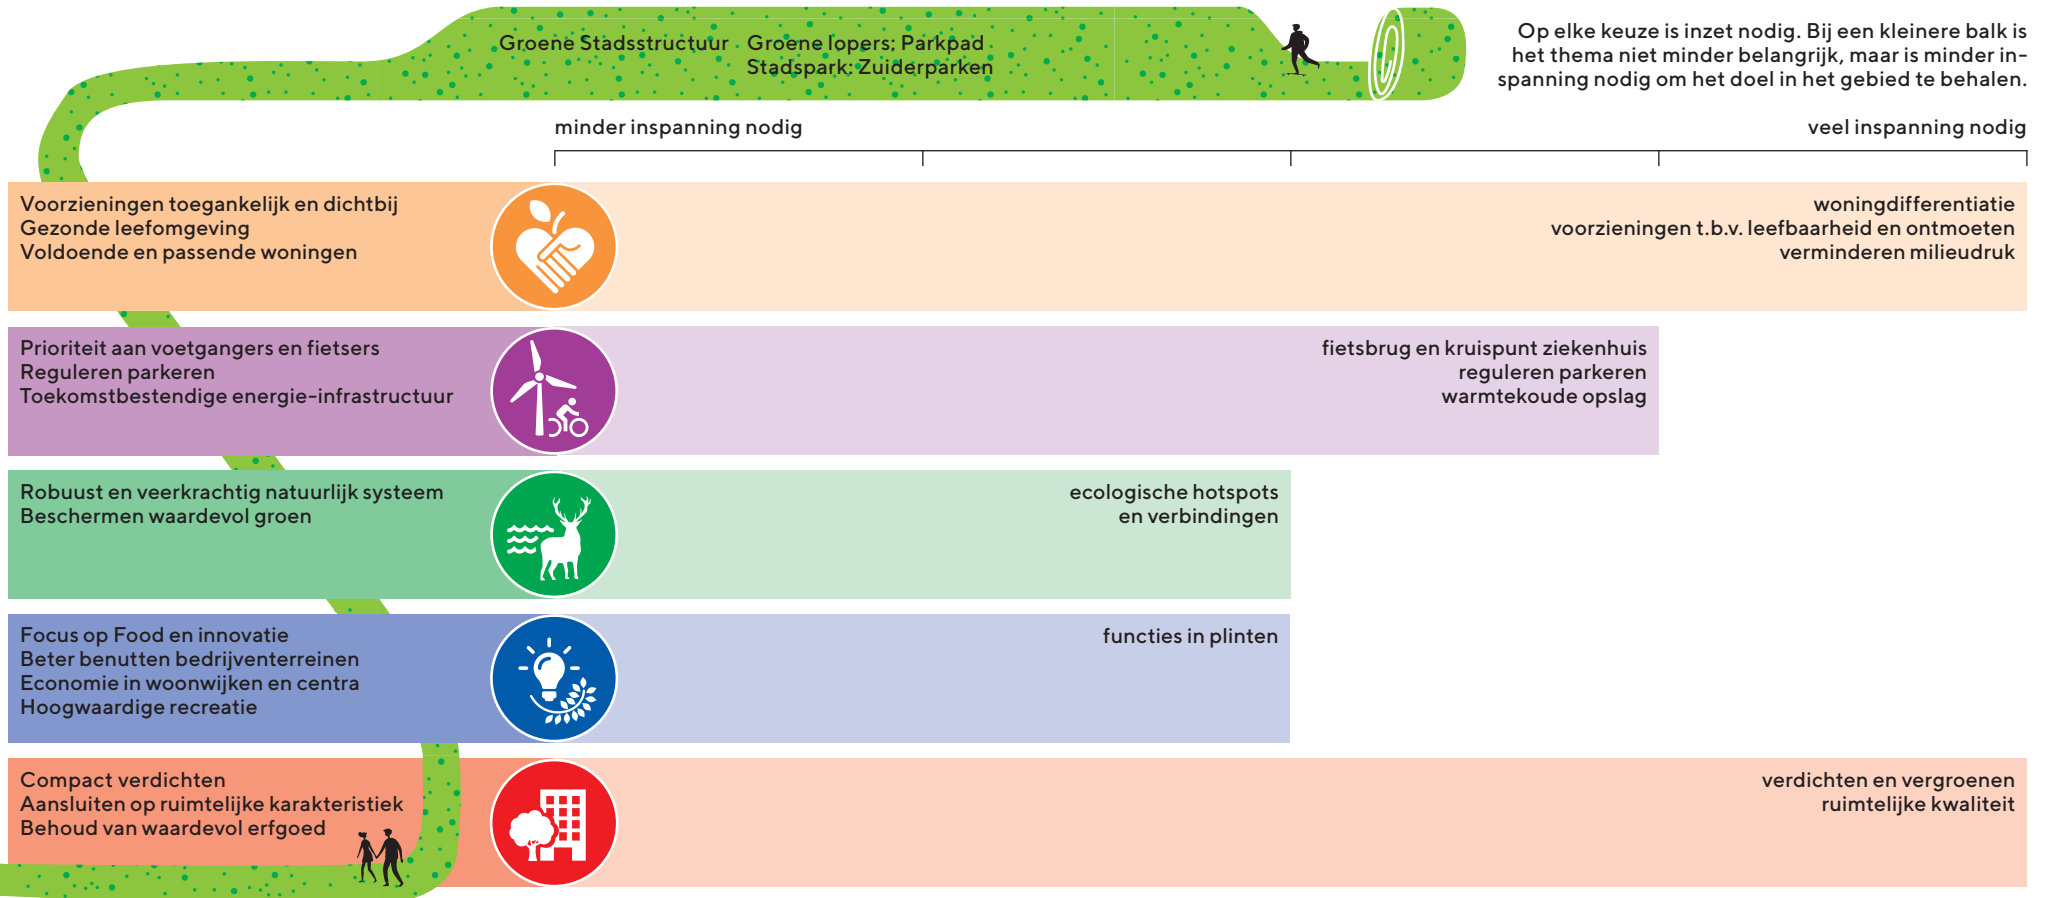 Groene Stadsstructuur
Groene lopers: Parkpad
Stadspark: Zuiderparken
Op elke keuze is inzet nodig. Bij een kleinere balk is
het thema niet minder belangrijk, maar is minder in-
spanning nodig om het doel in het gebied te behalen.
minder inspanning nodig
veel inspanning nodig
Voorzieningen toegankelijk en dichtbij
Gezonde leefomgeving
Voldoende en passende woningen
woningdifferentiatie
voorzieningen t.b.v. leefbaarheid en ontmoeten
verminderen milieudruk
Prioriteit aan voetgangers en fietsers
Reguleren parkeren
Toekomstbestendige energie-infrastructuur
fietsbrug en kruispunt ziekenhuis
reguleren parkeren
warmtekoude opslag
Robuust en veerkrachtig natuurlijk systeem
Beschermen waardevol groen
ecologische hotspots
en verbindingen
Focus op Food en innovatie
Beter benutten bedrijventerreinen
Economie in woonwijken en centra
Hoogwaardige recreatie
functies in plinten
Compact verdichten
Aansluiten op ruimtelijke karakteristiek
Behoud van waardevol erfgoed
verdichten en vergroenen
ruimtelijke kwaliteit